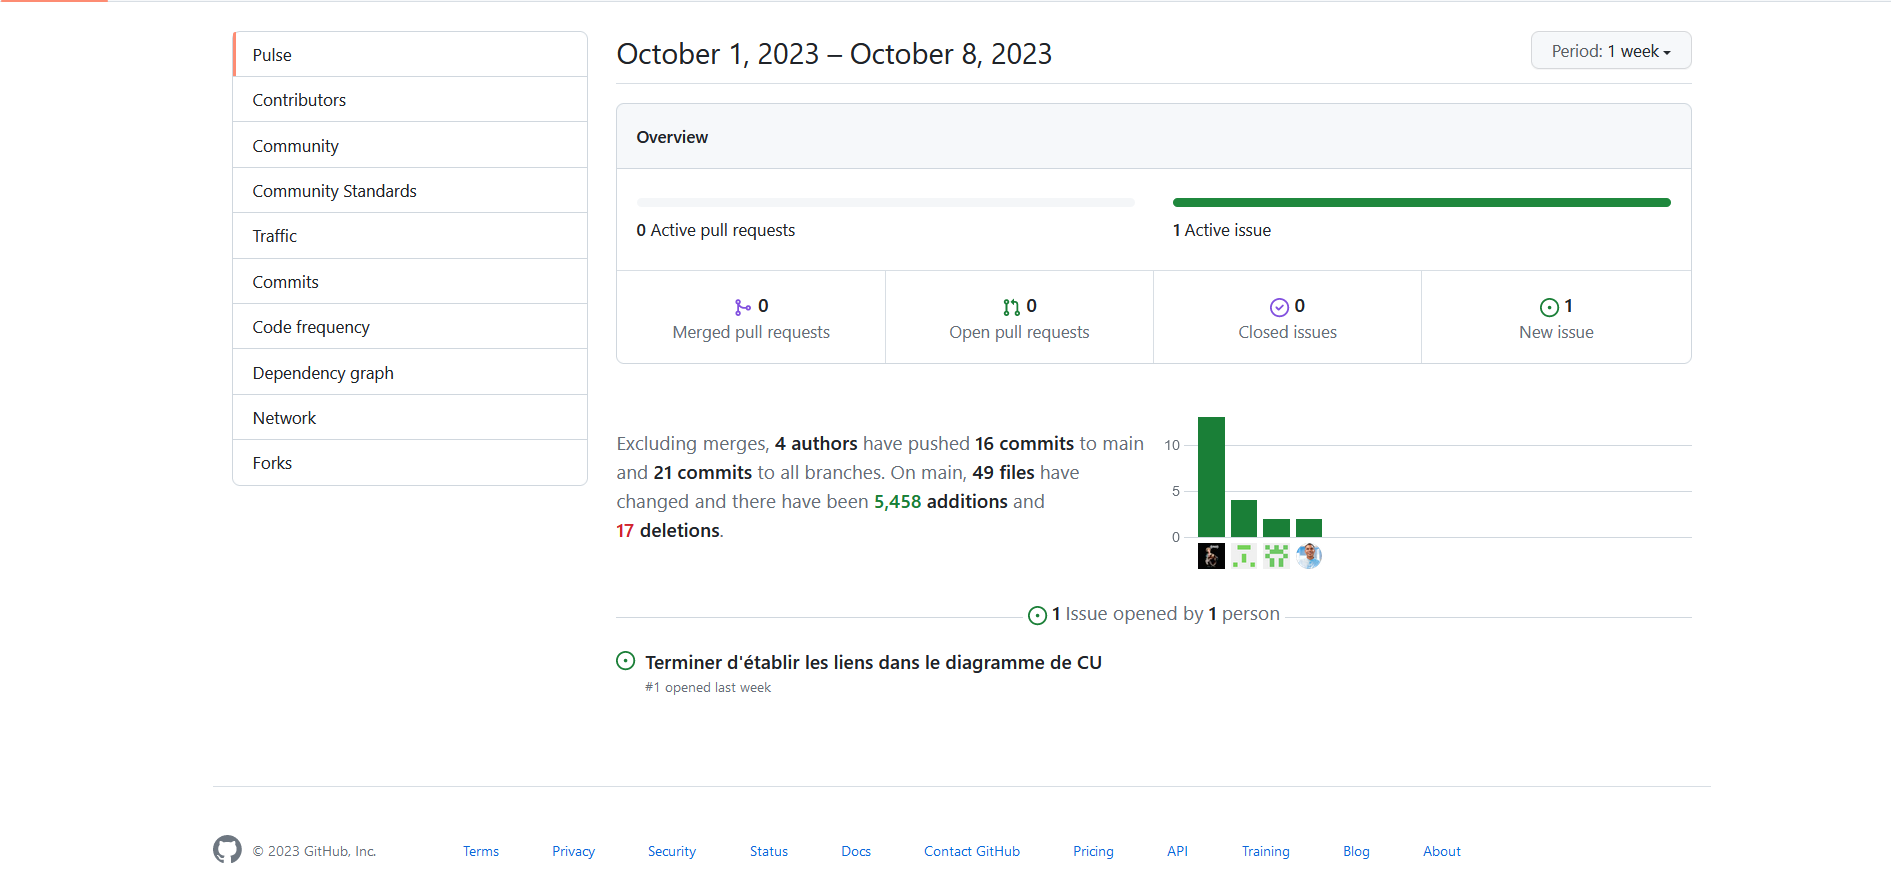 Pulse
Contributors
Community
Community Standards
Traffic
Commits
Code frequency
Dependency graph
Network
Forks
October 1, 2023 – October 8, 2023
Period: 1 week
Overview
0 Active pull requests
1 Active issue
0
Merged pull requests
0
Open pull requests
0
Closed issues
1
New issue
Excluding merges, 4 authors have pushed 16 commits to main
and 21 commits to all branches. On main, 49 files have
changed and there have been 5,458 additions and
17 deletions.
10
5
0
1 Issue opened by 1 person
Terminer d'établir les liens dans le diagramme de CU
#1 opened last week
© 2023 GitHub, Inc.
Terms
Privacy
Security
Status
Docs
Contact GitHub
Pricing
API
Training
Blog
About